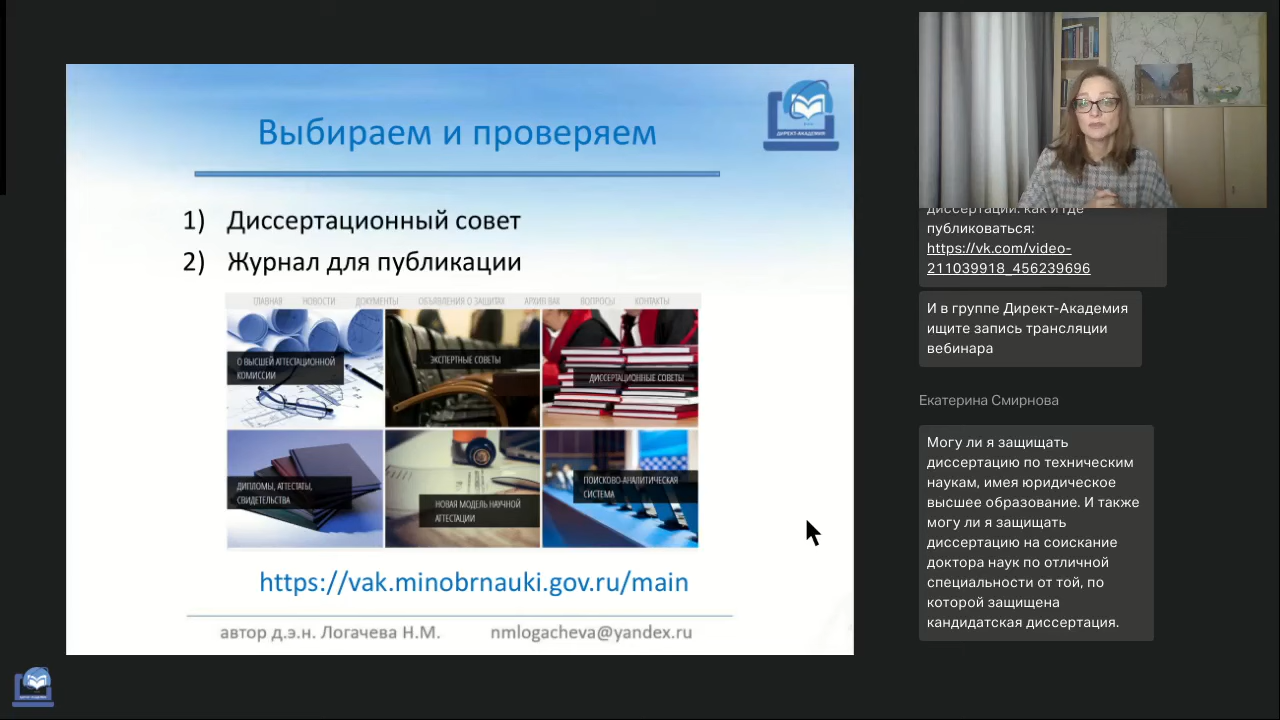 Выбираем и проверяем
ДИРЕКТ-АКАДЕМИЯ
1) Диссертационный совет
2) Журнал для публикации
ГЛАВНАЯ НОВОСТИ ДОКУМЕНТЫ ОБЪЯВЛЕНИЯ О ЗАЩИТАХ АРХИВ ВАК ВОПРОСЫ КОНТАКТЫ
О ВЫСШЕЙ АТТЕСТАЦИОННОЙ
КОМИССИИ
ЭКСПЕРТНЫЕ СОВЕТЫ
ДИССЕРТАЦИОННЫЕ СОВЕТЫ
ДИПЛОМЫ, АТТЕСТАТЫ,
СВИДЕТЕЛЬСТВА
НОВАЯ МОДЕЛЬ НАУЧНОЙ
АТТЕСТАЦИИ
ПОИСКОВО-АНАЛИТИЧЕСКАЯ
СИСТЕМА
https://vak.minobrnauki.gov.ru/main
автор д.э.н. Логачева Н.М. nmlogacheva@yandex.ru
диссертации: как и где
публиковаться:
https://vk.com/video-
211039918_456239696
И в группе Директ-Академия
ищите запись трансляции
вебинара
Екатерина Смирнова
Могу ли я защищать
диссертацию по техническим
наукам, имея юридическое
высшее образование. И также
могу ли я защищать
диссертацию на соискание
доктора наук по отличной
специальности от той, по
которой защищена
кандидатская диссертация.